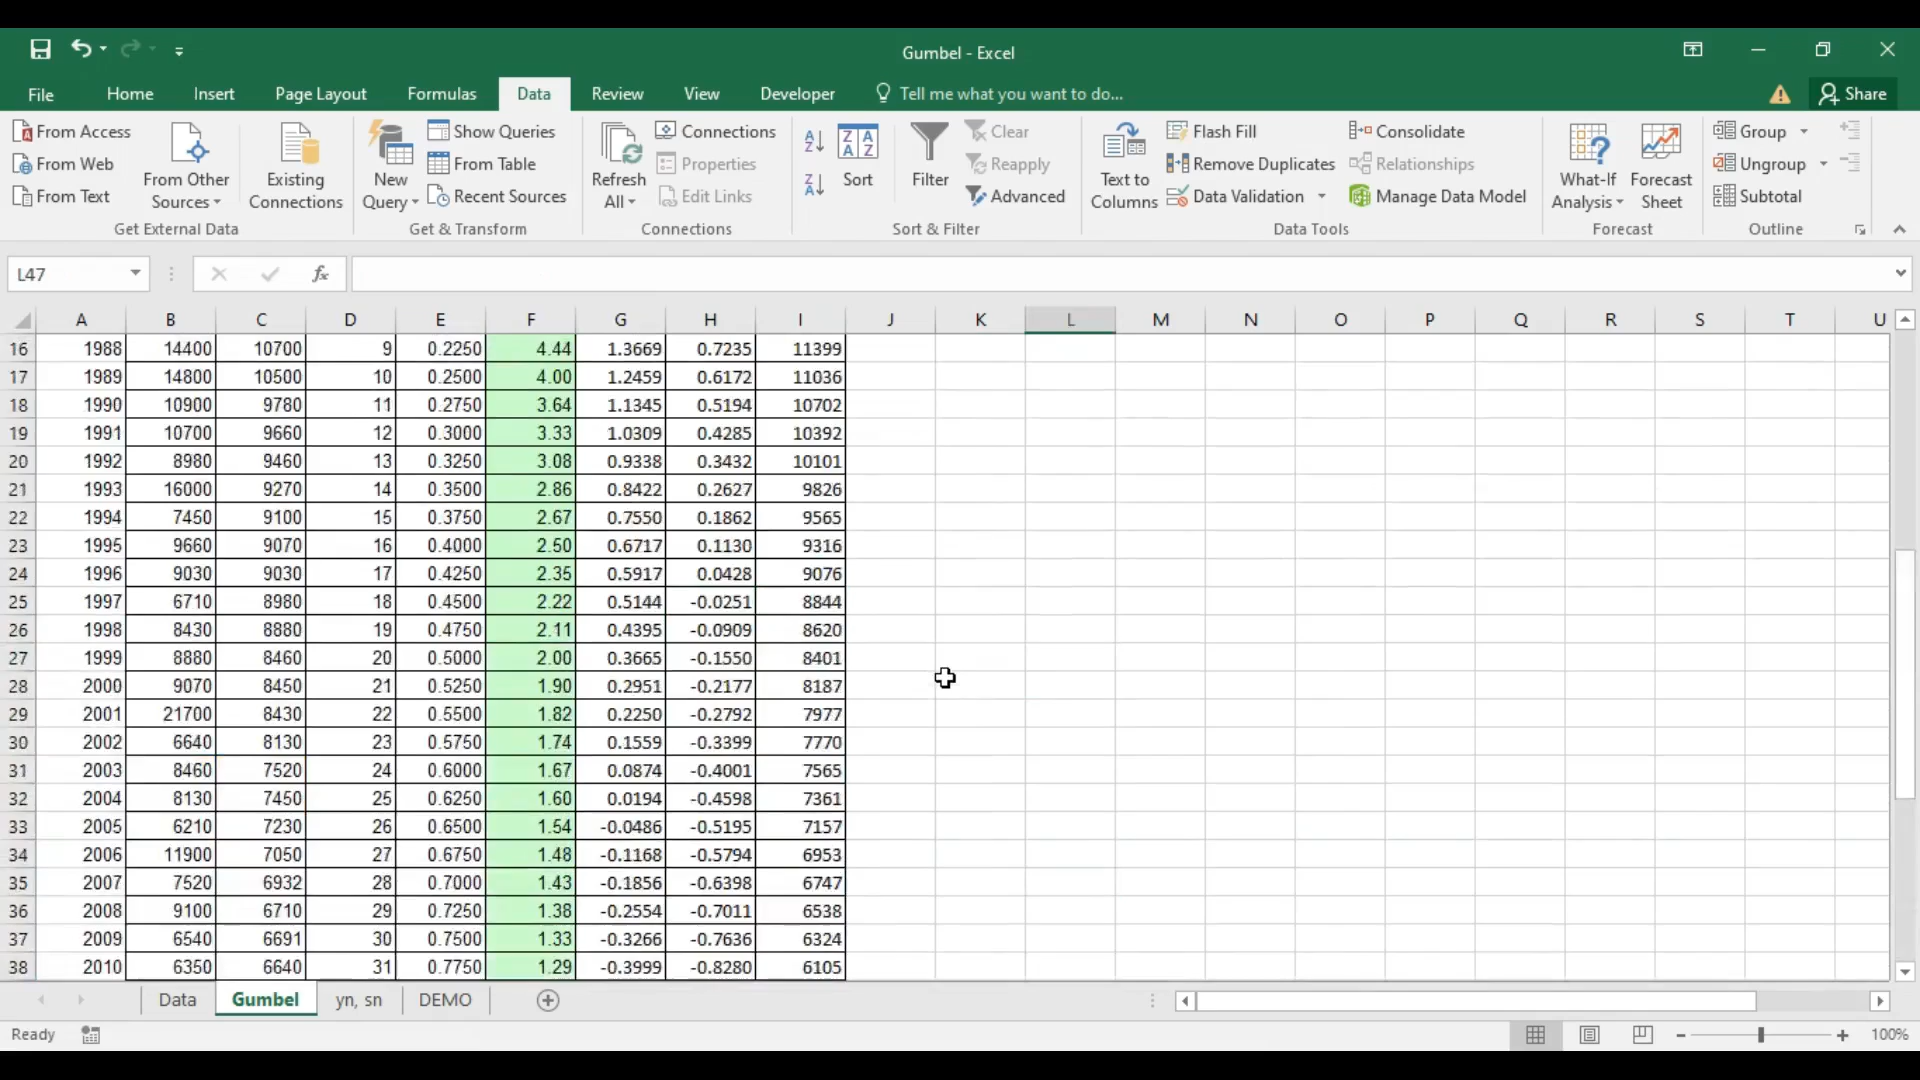 Gumbel - Excel
File Home Insert Page Layout Formulas Data Review View Developer Tell me what you want to do... Share
From Access
From Web
From Text
From Other Sources
Existing Connections
Get External Data
New Query
Show Queries
From Table
Recent Sources
Get & Transform
Refresh All
Connections
Properties
Edit Links
Connections
Sort
Filter
Clear
Reapply
Advanced
Sort & Filter
Text to Columns
Flash Fill
Remove Duplicates
Data Validation
Consolidate
Relationships
Manage Data Model
Data Tools
What-If Analysis
Forecast Sheet
Forecast
Group
Ungroup
Subtotal
Outline
L47 fx
A B C D E F G H I J K L M N O P Q R S T U
16 1988 14400 10700 9 0.2250 4.44 1.3669 0.7235 11399
17 1989 14800 10500 10 0.2500 4.00 1.2459 0.6172 11036
18 1990 10900 9780 11 0.2750 3.64 1.1345 0.5194 10702
19 1991 10700 9660 12 0.3000 3.33 1.0309 0.4285 10392
20 1992 8980 9460 13 0.3250 3.08 0.9338 0.3432 10101
21 1993 16000 9270 14 0.3500 2.86 0.8422 0.2627 9826
22 1994 7450 9100 15 0.3750 2.67 0.7550 0.1862 9565
23 1995 9660 9070 16 0.4000 2.50 0.6717 0.1130 9316
24 1996 9030 9030 17 0.4250 2.35 0.5917 0.0428 9076
25 1997 6710 8980 18 0.4500 2.22 0.5144 -0.0251 8844
26 1998 8430 8880 19 0.4750 2.11 0.4395 -0.0909 8620
27 1999 8880 8460 20 0.5000 2.00 0.3665 -0.1550 8401
28 2000 9070 8450 21 0.5250 1.90 0.2951 -0.2177 8187
29 2001 21700 8430 22 0.5500 1.82 0.2250 -0.2792 7977
30 2002 6640 8130 23 0.5750 1.74 0.1559 -0.3399 7770
31 2003 8460 7520 24 0.6000 1.67 0.0874 -0.4001 7565
32 2004 8130 7450 25 0.6250 1.60 0.0194 -0.4598 7361
33 2005 6210 7230 26 0.6500 1.54 -0.0486 -0.5195 7157
34 2006 11900 7050 27 0.6750 1.48 -0.1168 -0.5794 6953
35 2007 7520 6932 28 0.7000 1.43 -0.1856 -0.6398 6747
36 2008 9100 6710 29 0.7250 1.38 -0.2554 -0.7011 6538
37 2009 6540 6691 30 0.7500 1.33 -0.3266 -0.7636 6324
38 2010 6350 6640 31 0.7750 1.29 -0.3999 -0.8280 6105
Data Gumbel yn, sn DEMO
Ready 100%